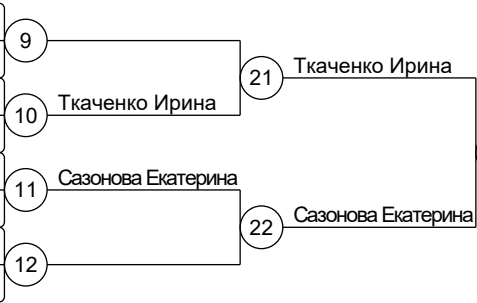 9
21 Ткаченко Ирина
10 Ткаченко Ирина
11 Сазонова Екатерина
22 Сазонова Екатерина
12